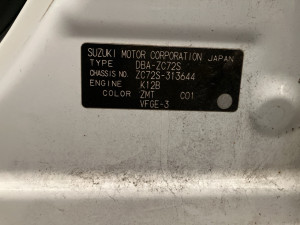 SUZUKI MOTOR CORPORATION JAPAN
TYPE DBA-ZC72S
CHASSIS NO. ZC72S-313644
ENGINE K12B
COLOR ZMT C01
VFGE-3